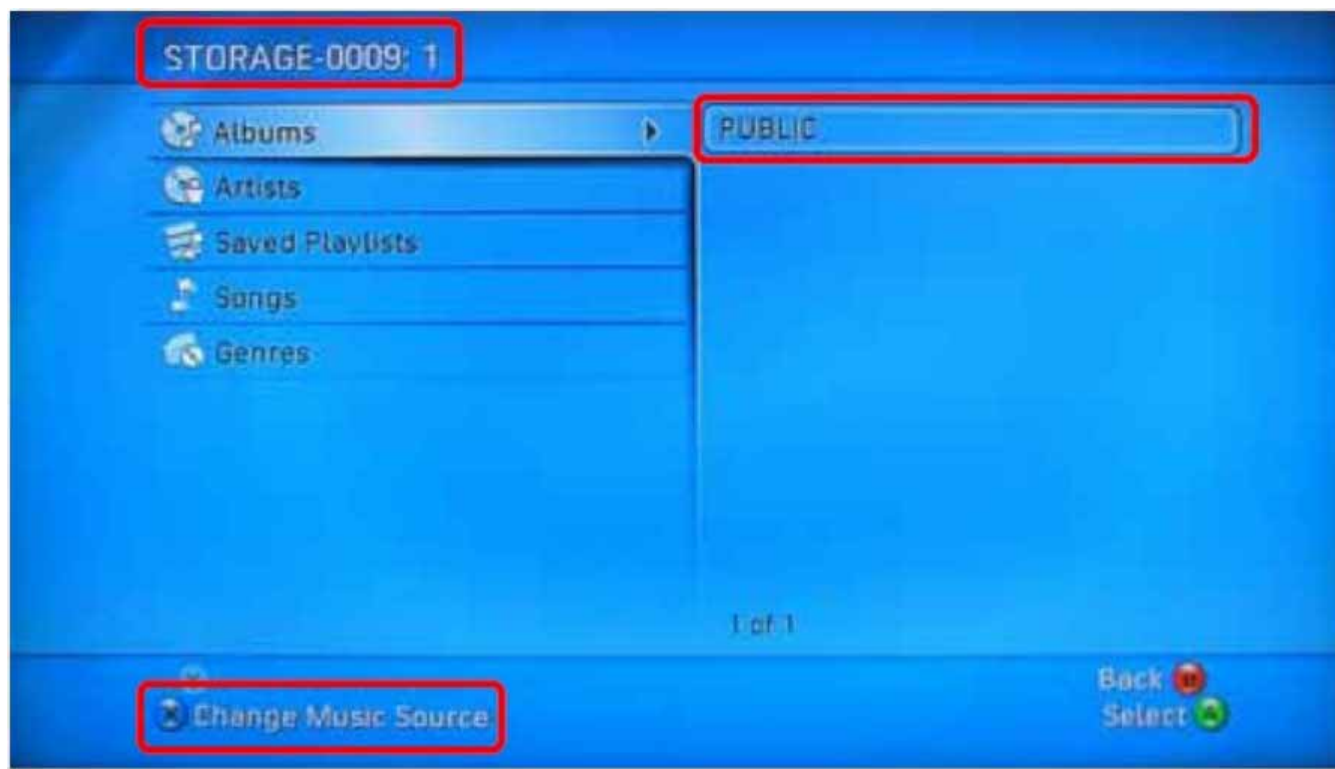 STORAGE-0009: 1
Albums
PUBLIC
Artists
Saved Playlists
Songs
Genres
1 of 1
Back B
X Change Music Source
Select A